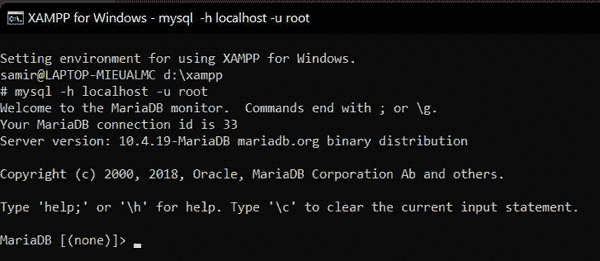 XAMPP for Windows - mysql -h localhost -u root
Setting environment for using XAMPP for Windows.
samir@LAPTOP-MIEUALMC d:\xampp
# mysql -h localhost -u root
Welcome to the MariaDB monitor.  Commands end with ; or \g.
Your MariaDB connection id is 33
Server version: 10.4.19-MariaDB mariadb.org binary distribution
Copyright (c) 2000, 2018, Oracle, MariaDB Corporation Ab and others.
Type 'help;' or '\h' for help. Type '\c' to clear the current input statement.
MariaDB [(none)]> _